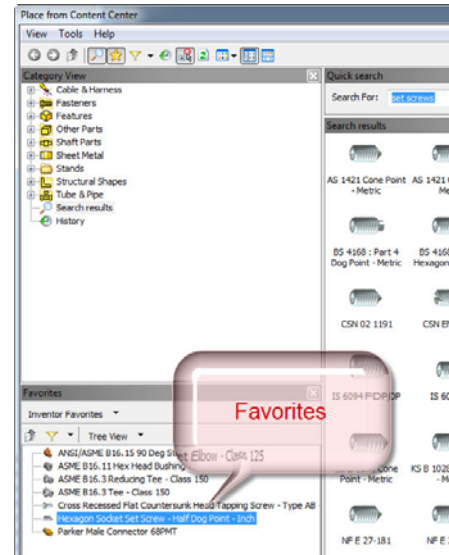 Place from Content Center
View Tools Help
Category View
Quick search
Cable & Harness
Fasteners
Features
Other Parts
Shaft Parts
Sheet Metal
Stands
Structural Shapes
Tube & Pipe
Search results
History
Search For: set screws
Search results
AS 1421 Cone Point - Metric
AS 1421
BS 4168 : Part 4 Dog Point - Metric
BS 4168
Hexagon
CSN 02 1191
CSN
Favorites
IS 6094
IS
Favorites
Inventor Favorites
Tree View
ANSI/ASME B16.15 90 Deg Elbow - Class 125
ASME B16.11 Hex Head Bushing
ASME B16.3 Reducing Tee - Class 150
ASME B16.3 Tee - Class 150
Cross Recessed Flat Countersunk Head Tapping Screw - Type AB
Hexagon Socket Set Screw - Half Dog Point - Inch
Parker Male Connector 68PMT
Point - Metric
KS B 1028
NF E 27-181
NF E